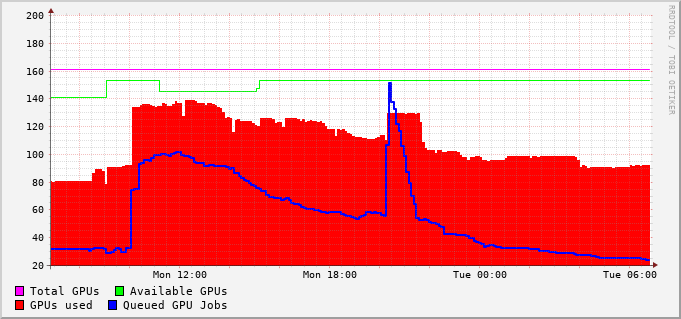 200
180
160
140
120
100
80
60
40
20
Mon 12:00 Mon 18:00 Tue 00:00 Tue 06:00
Total GPUs Available GPUs
GPUs used Queued GPU Jobs
RRDTOOL / TOBI OETIKER